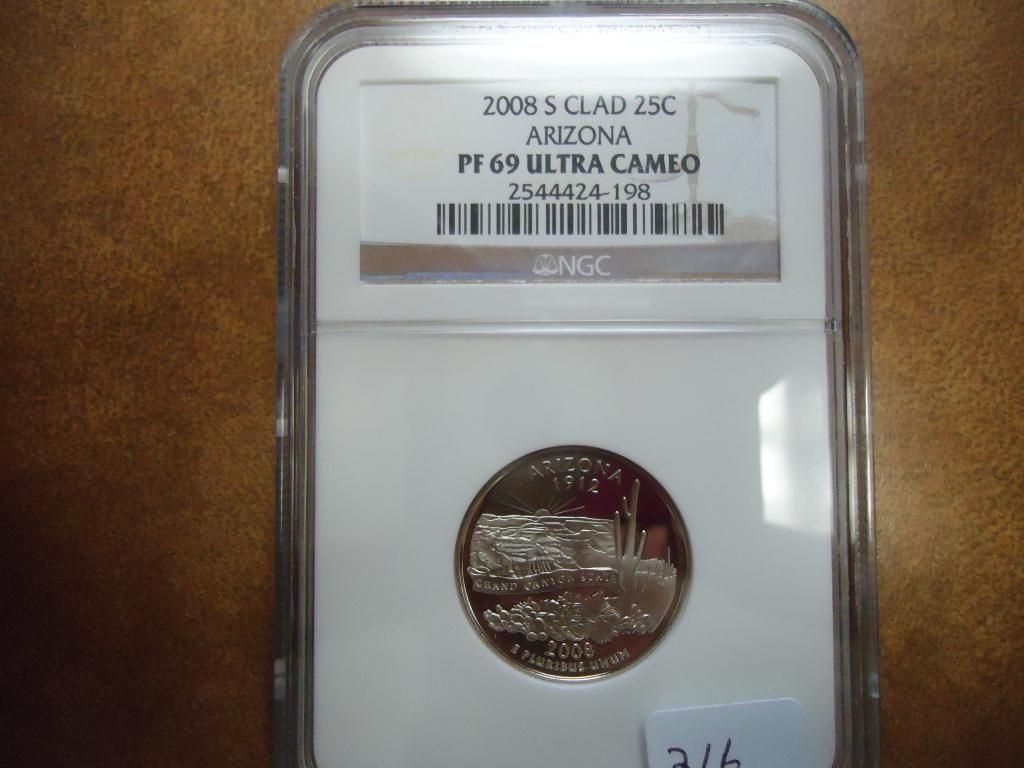 2008 S CLAD 25C
ARIZONA
PF 69 ULTRA CAMEO
2544424-198
NGC
ARIZONA
1912
GRAND CANYON STATE
2008
E PLURIBUS UNUM
216